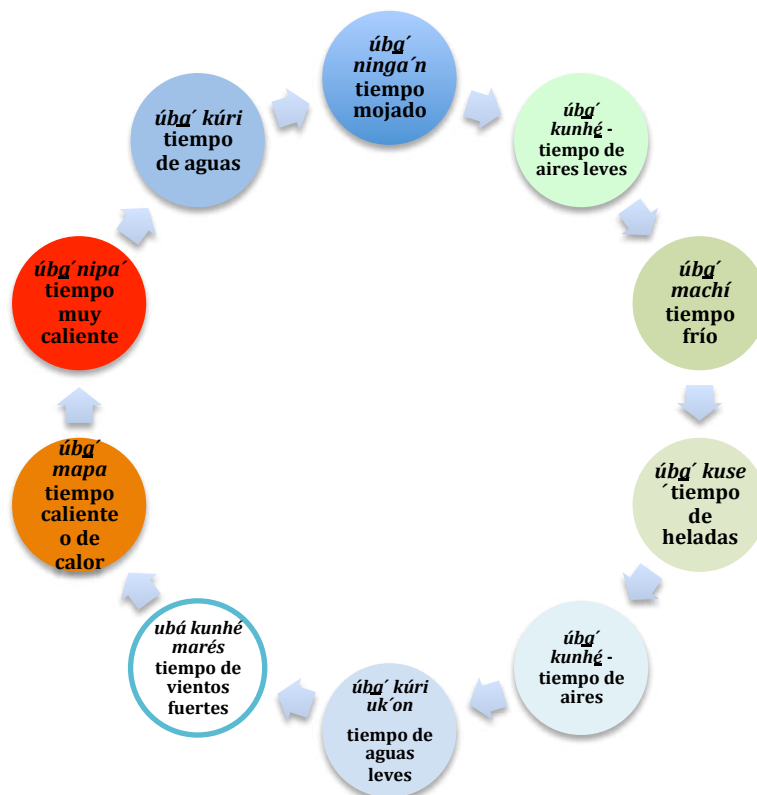 úba̱´
ninga´n
tiempo
mojado
úba̱´
kunhé̱ -
tiempo de
aires leves
úba̱´
machí
tiempo
frío
úba̱´ kuse
´tiempo
de
heladas
úba̱´
kunhé̱ -
tiempo de
aires
úba̱´ kúri
uk´on
tiempo de
aguas
leves
ubá kunhé
marés
tiempo de
vientos
fuertes
úba̱´
mapa
tiempo
caliente
o de
calor
úba̱´nipa´
tiempo
muy
caliente
úba̱´ kúri
tiempo
de aguas